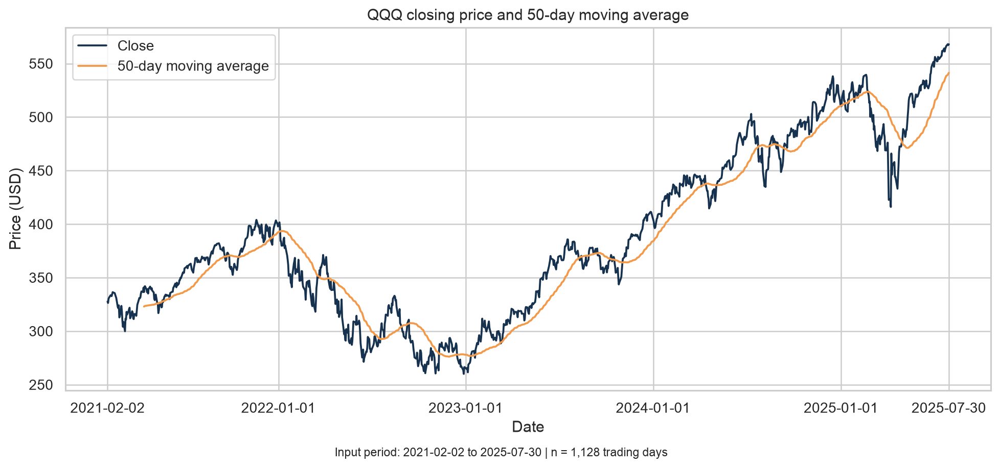 QQQ closing price and 50-day moving average
Close
50-day moving average
Price (USD)
550
500
450
400
350
300
250
2021-02-02
2022-01-01
2023-01-01
2024-01-01
2025-01-01
2025-07-30
Date
Input period: 2021-02-02 to 2025-07-30 | n = 1,128 trading days